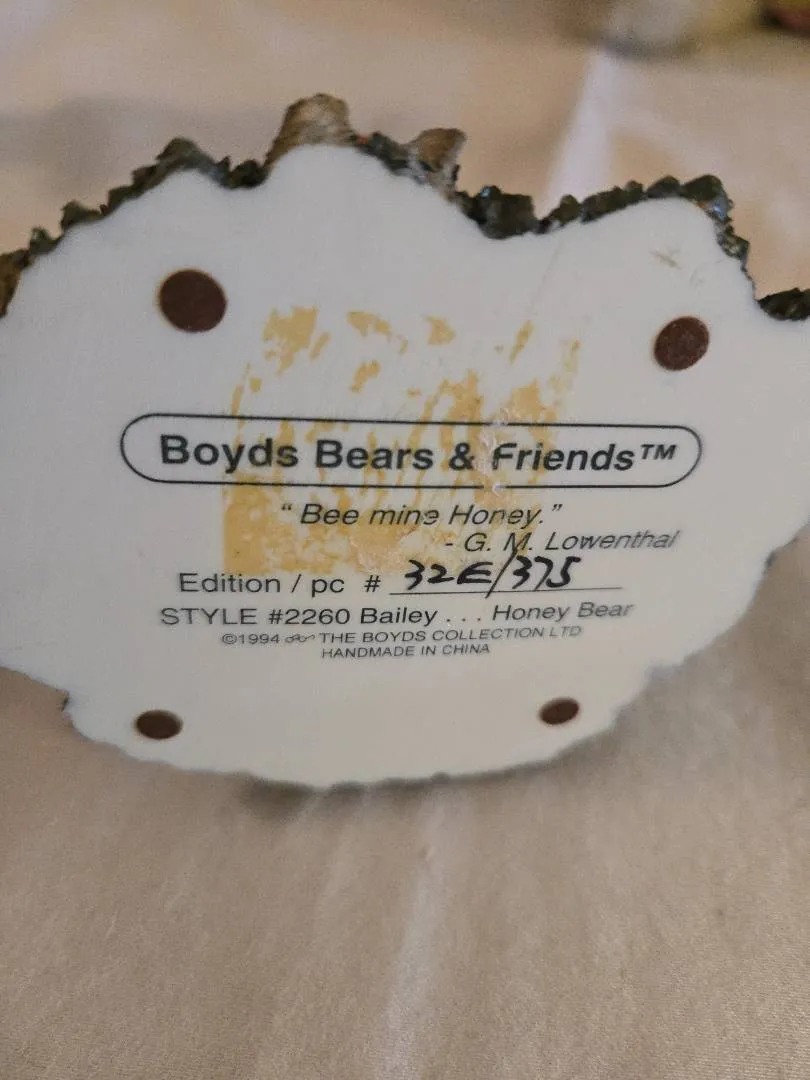 Boyds Bears & Friends™
"Bee mine Honey."
- G. M. Lowenthal
Edition / pc # 32E/375
STYLE #2260 Bailey . . . Honey Bear
©1994 THE BOYDS COLLECTION LTD
HANDMADE IN CHINA